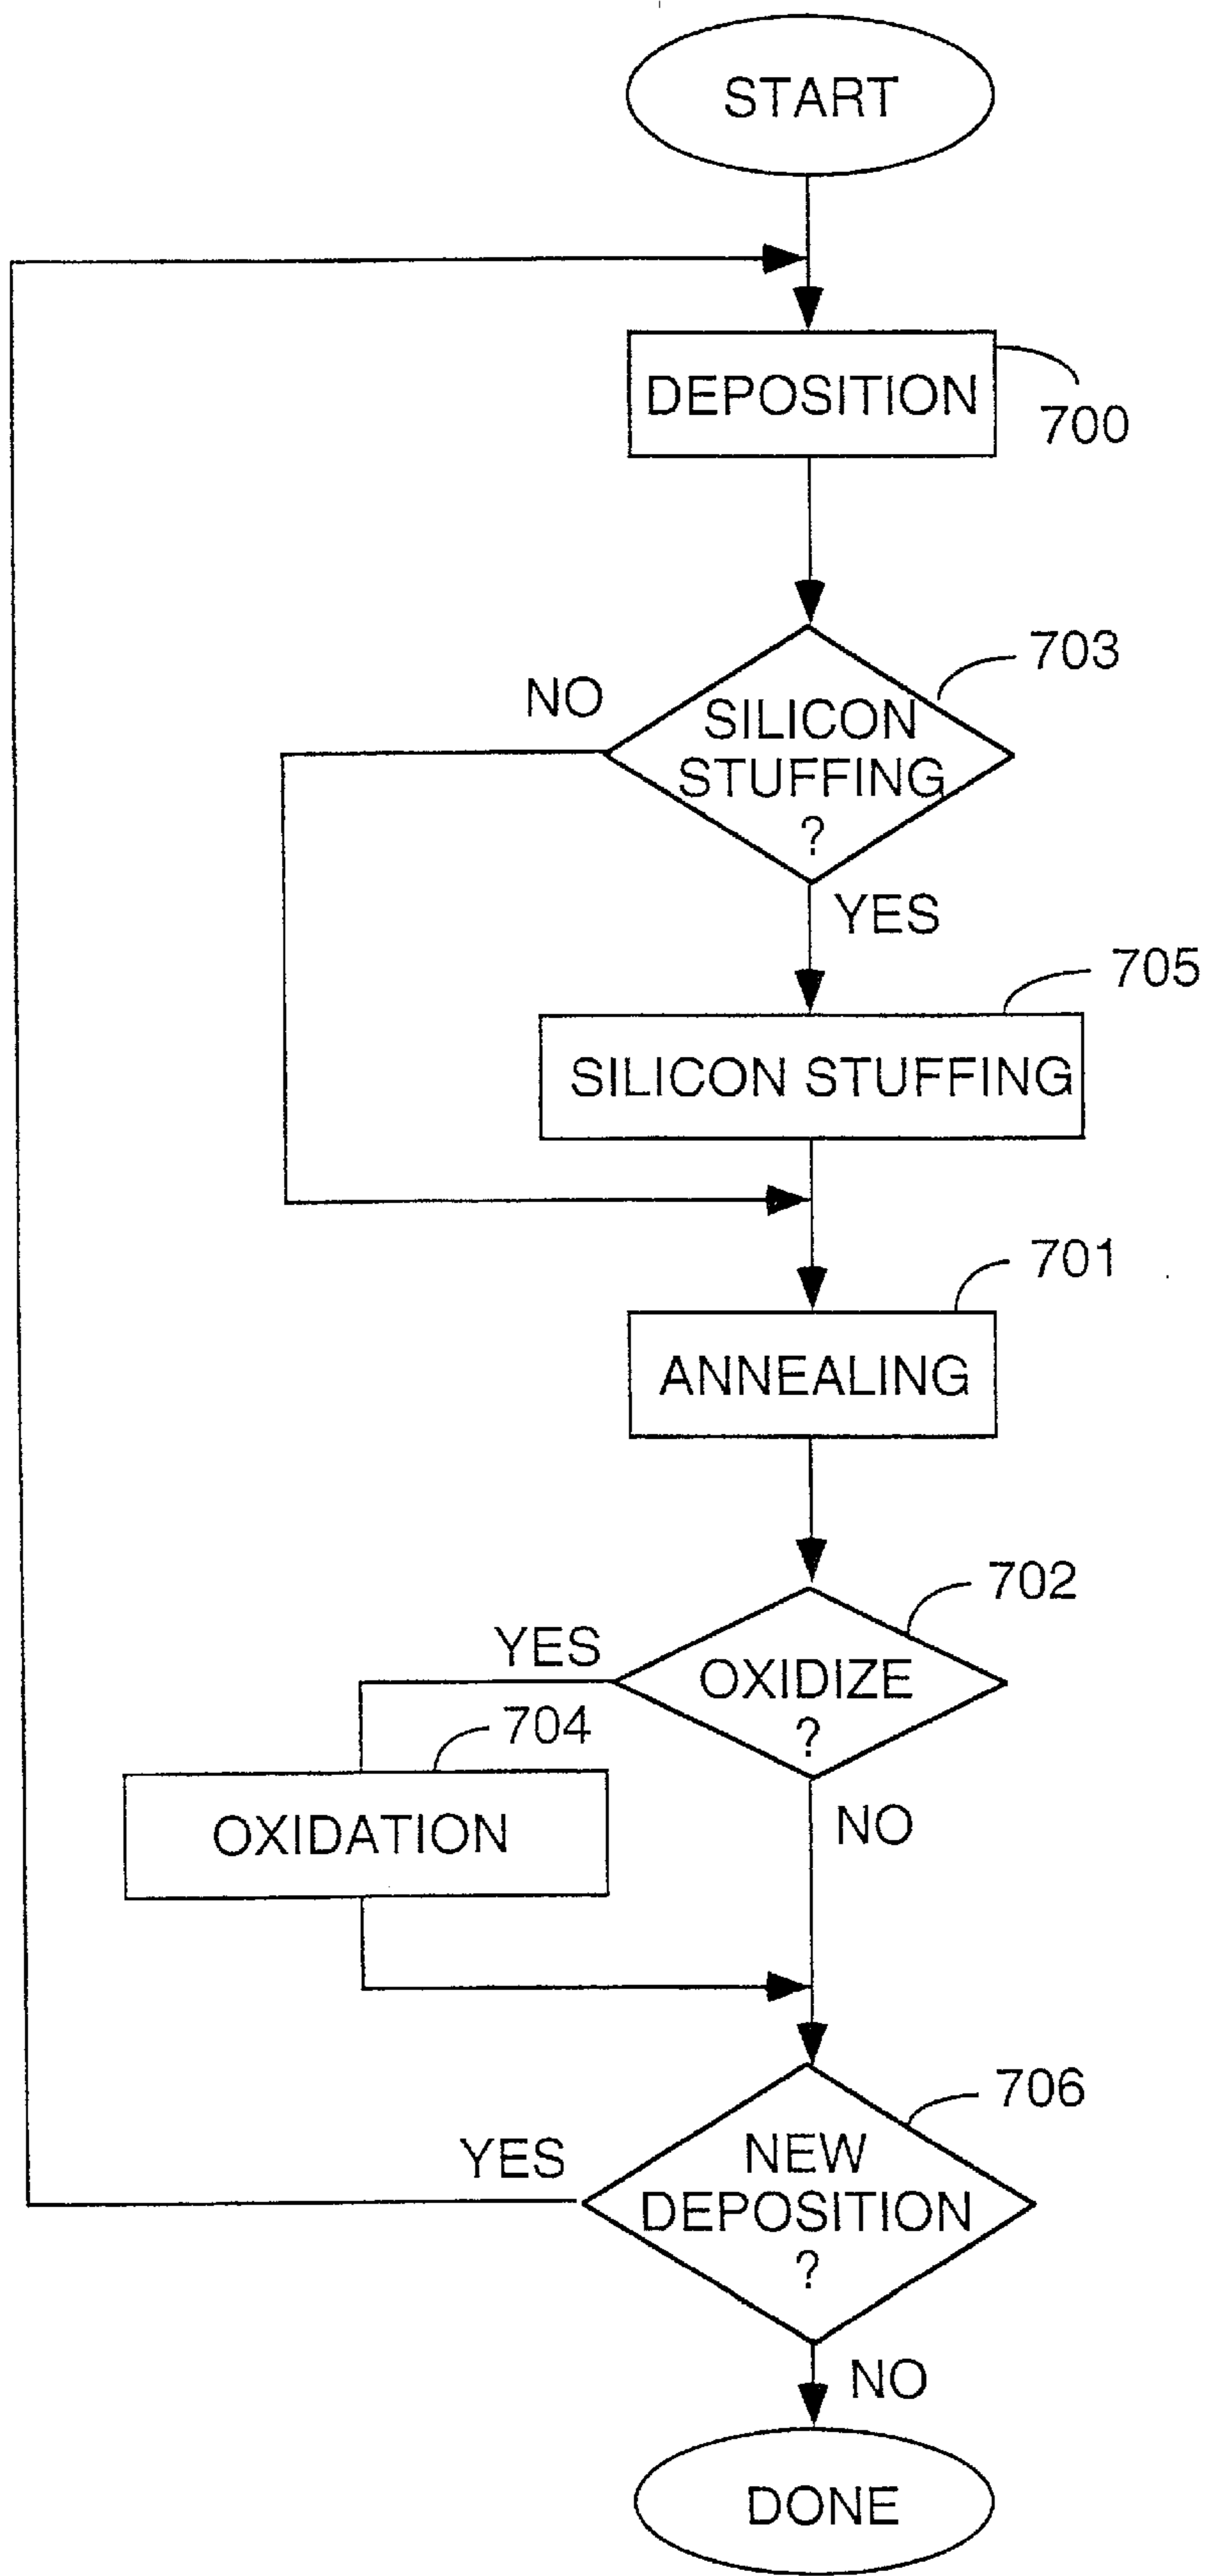 START
DEPOSITION
700
703
NO
SILICON
STUFFING
?
YES
705
SILICON STUFFING
701
ANNEALING
702
YES
OXIDIZE
?
704
OXIDATION
NO
706
YES
NEW
DEPOSITION
?
NO
DONE